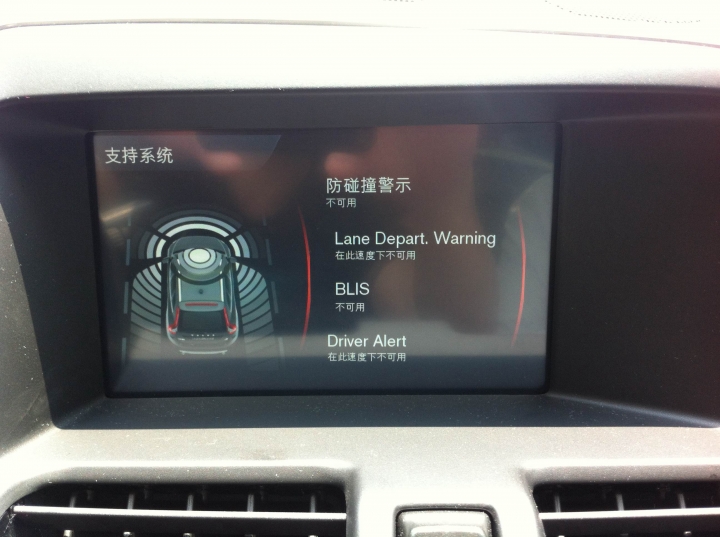 支持系统
防碰撞警示
不可用
Lane Depart. Warning
在此速度下不可用
BLIS
不可用
Driver Alert
在此速度下不可用